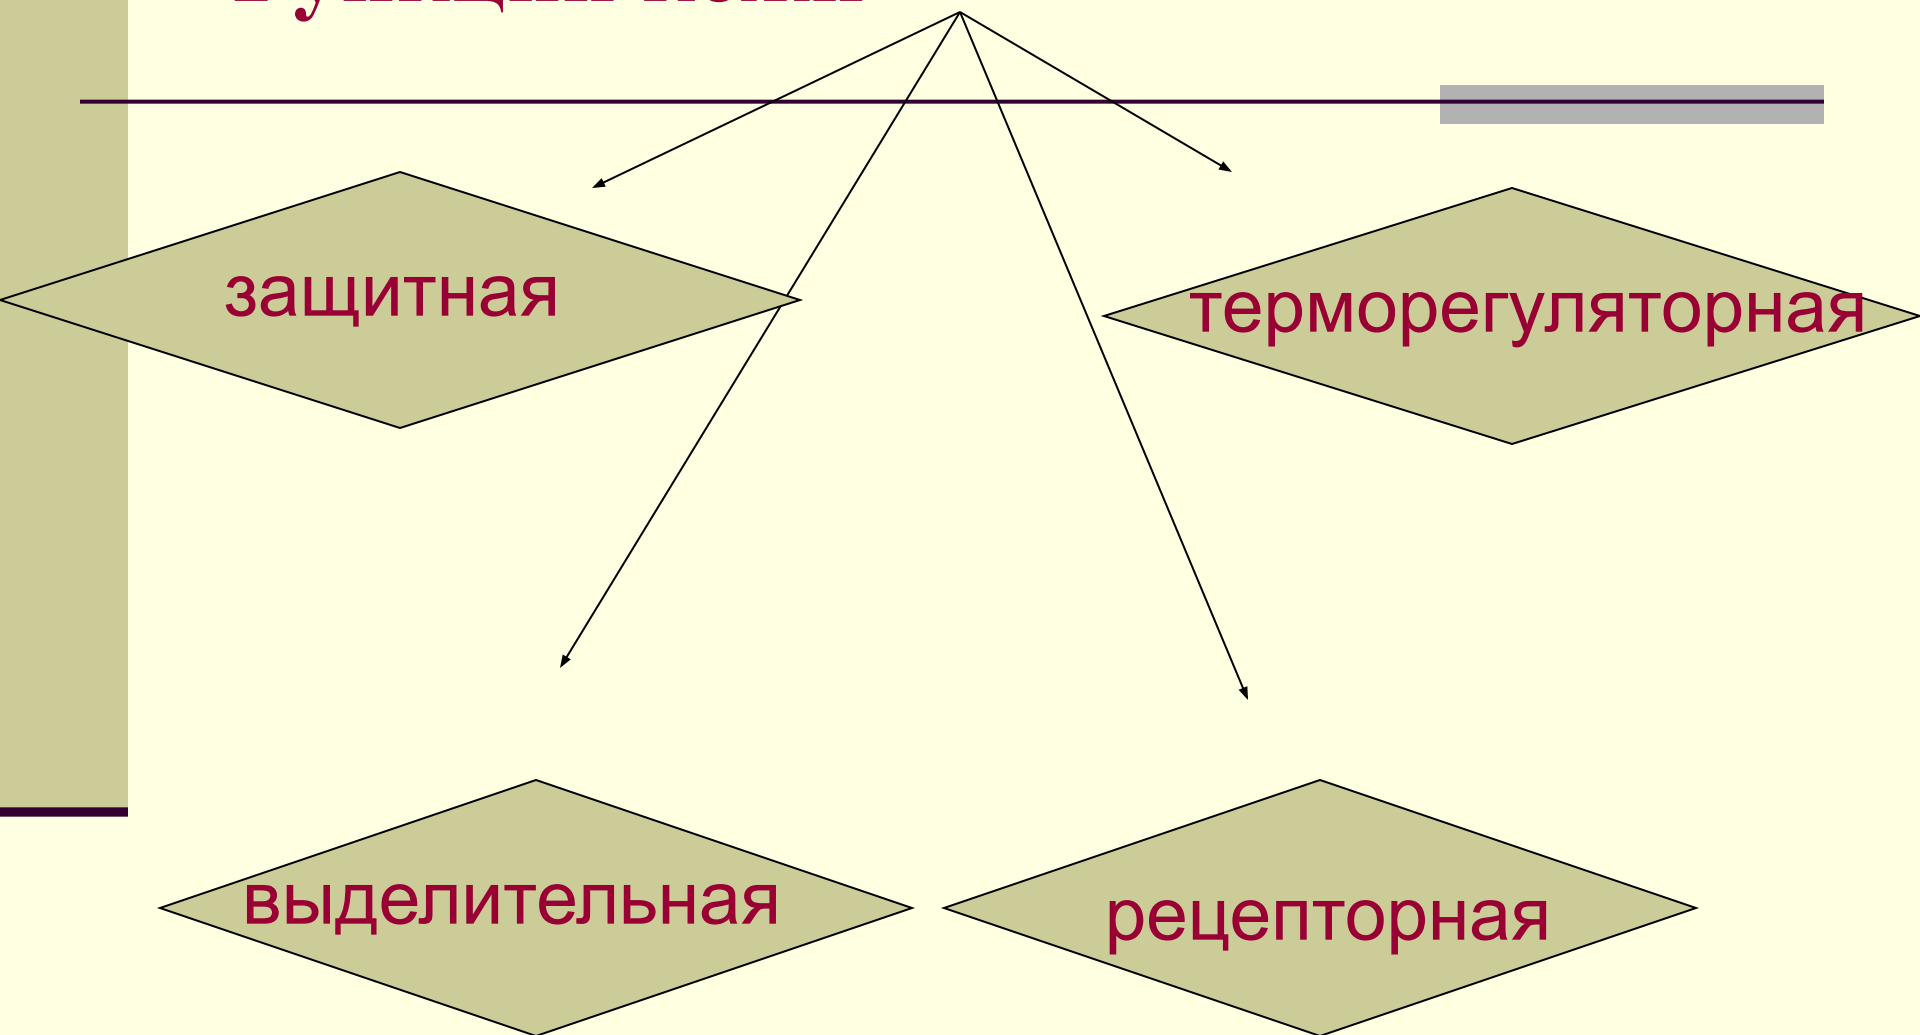 защитная
терморегуляторная
выделительная
рецепторная